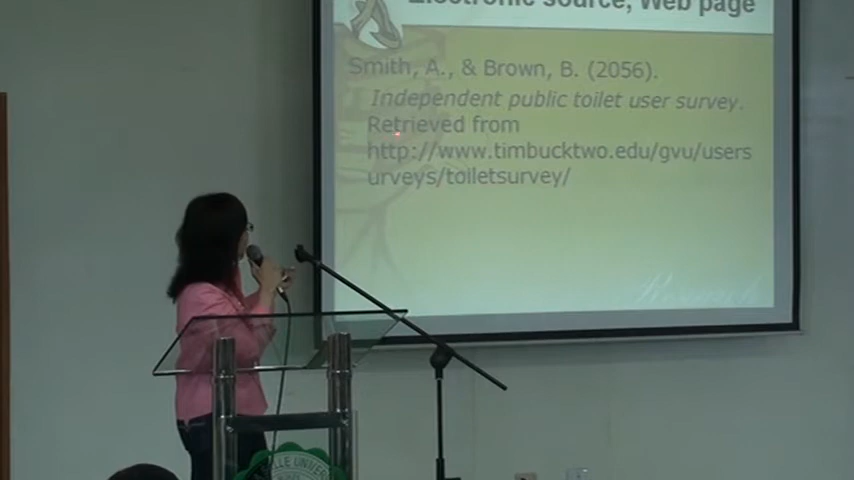 Electronic source, Web page
Smith, A., & Brown, B. (2056).
Independent public toilet user survey.
Retrieved from
http://www.timbucktwo.edu/gvu/users
urveys/toiletsurvey/